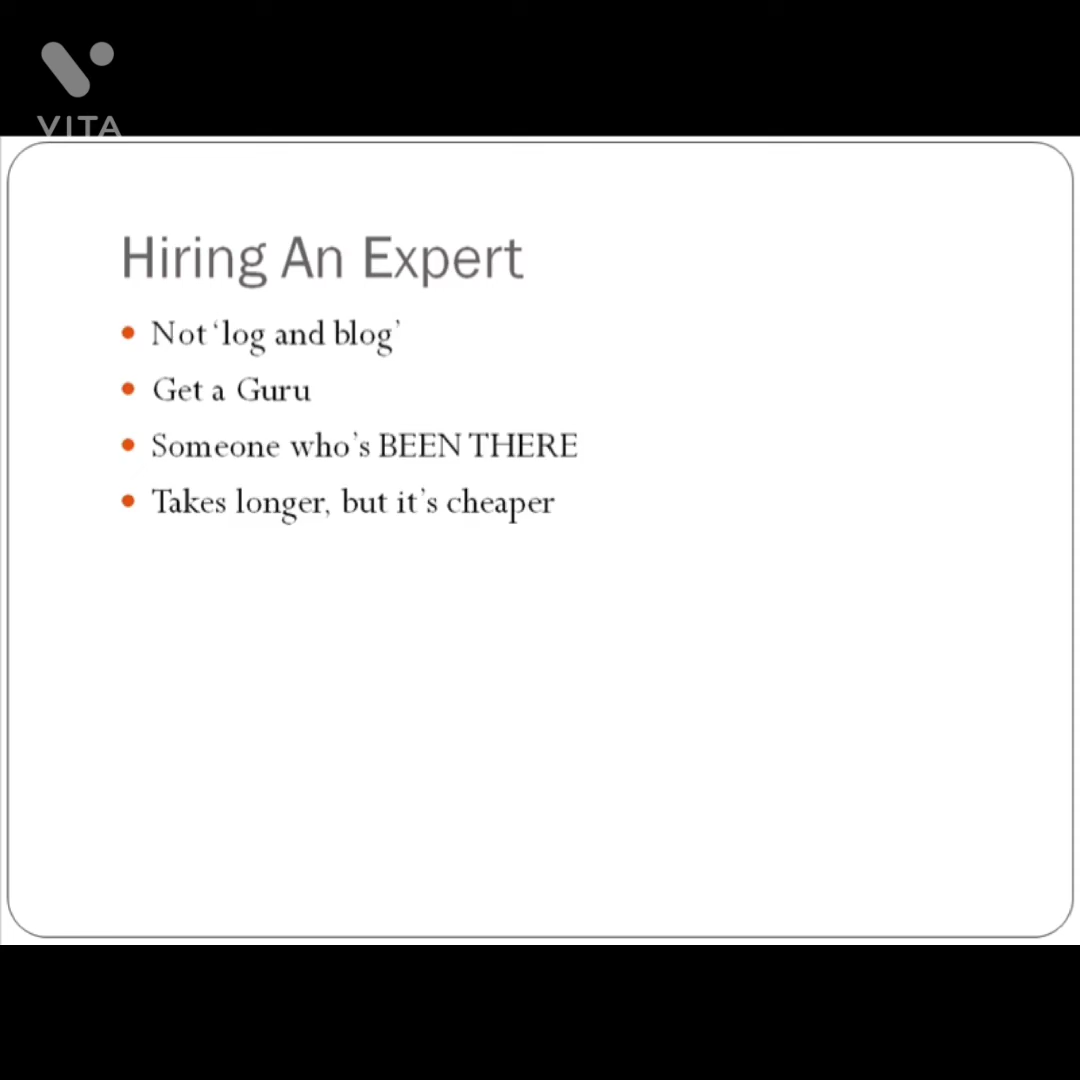 VITA
Hiring An Expert
Not ‘log and blog’
Get a Guru
Someone who’s BEEN THERE
Takes longer, but it’s cheaper